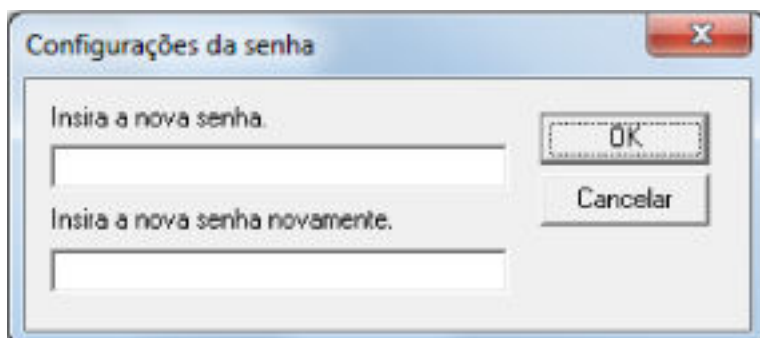 Configurações da senha
Insira a nova senha.
OK
Cancelar
Insira a nova senha novamente.